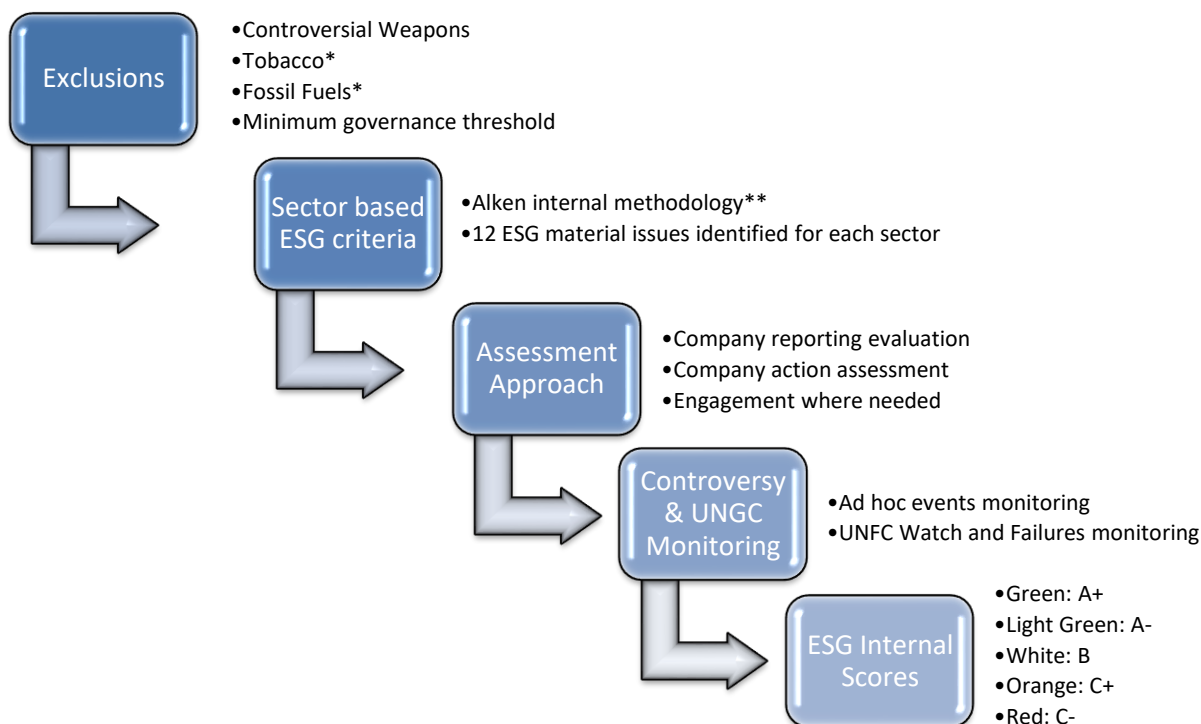 Exclusions
•Controversial Weapons
•Tobacco*
•Fossil Fuels*
•Minimum governance threshold
Sector based
ESG criteria
•Alken internal methodology**
•12 ESG material issues identified for each sector
Assessment
Approach
•Company reporting evaluation
•Company action assessment
•Engagement where needed
Controversy
& UNGC
Monitoring
•Ad hoc events monitoring
•UNFC Watch and Failures monitoring
ESG Internal
Scores
•Green: A+
•Light Green: A-
•White: B
•Orange: C+
•Red: C-